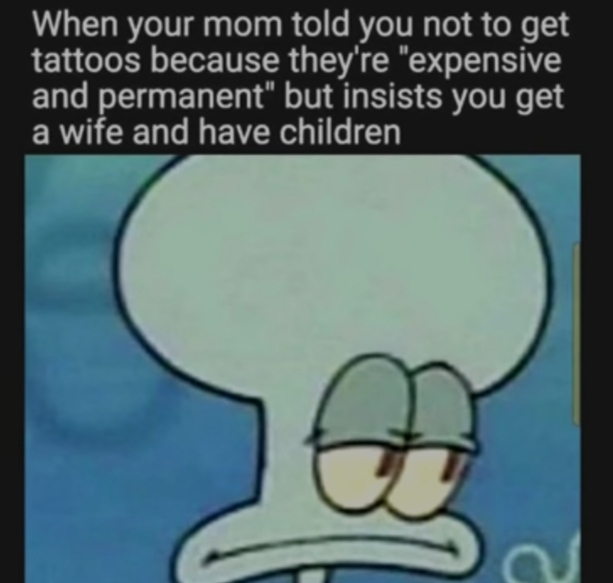 When your mom told you not to get
tattoos because they're "expensive
and permanent" but insists you get
a wife and have children